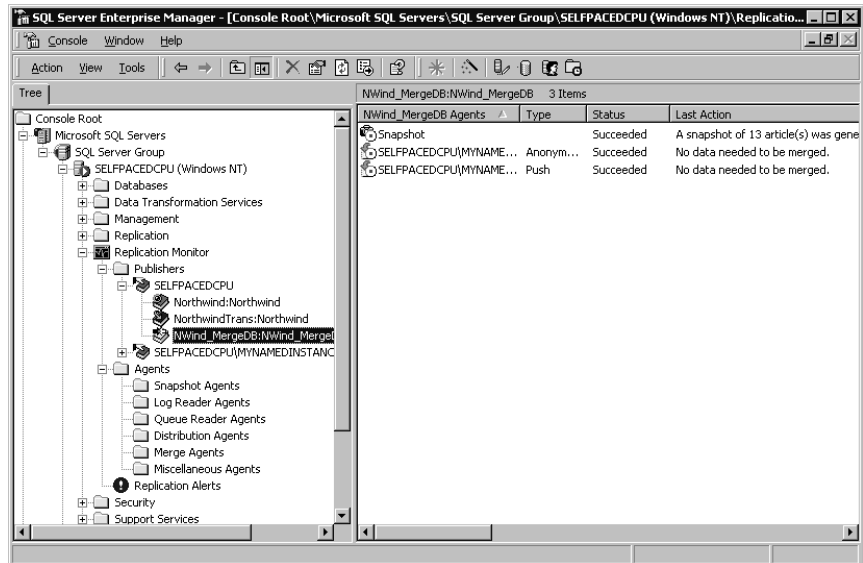 SQL Server Enterprise Manager - [Console Root\Microsoft SQL Servers\SQL Server Group\SELFPACEDCPU (Windows NT)\Replicatio...
Console Window Help
Action View Tools
Tree
NWind_MergeDB:NWind_MergeDB 3 Items
Console Root
Microsoft SQL Servers
SQL Server Group
SELFPACEDCPU (Windows NT)
Databases
Data Transformation Services
Management
Replication
Replication Monitor
Publishers
SELFPACEDCPU
Northwind:Northwind
NorthwindTrans:Northwind
NWind_MergeDB:NWind_Merge
SELFPACEDCPU\MYNAMEDINSTANC
Agents
Snapshot Agents
Log Reader Agents
Queue Reader Agents
Distribution Agents
Merge Agents
Miscellaneous Agents
Replication Alerts
Security
Support Services
NWind_MergeDB Agents Type Status Last Action
Snapshot Succeeded A snapshot of 13 article(s) was gene
SELFPACEDCPU\MYNAME... Anonym... Succeeded No data needed to be merged.
SELFPACEDCPU\MYNAME... Push Succeeded No data needed to be merged.